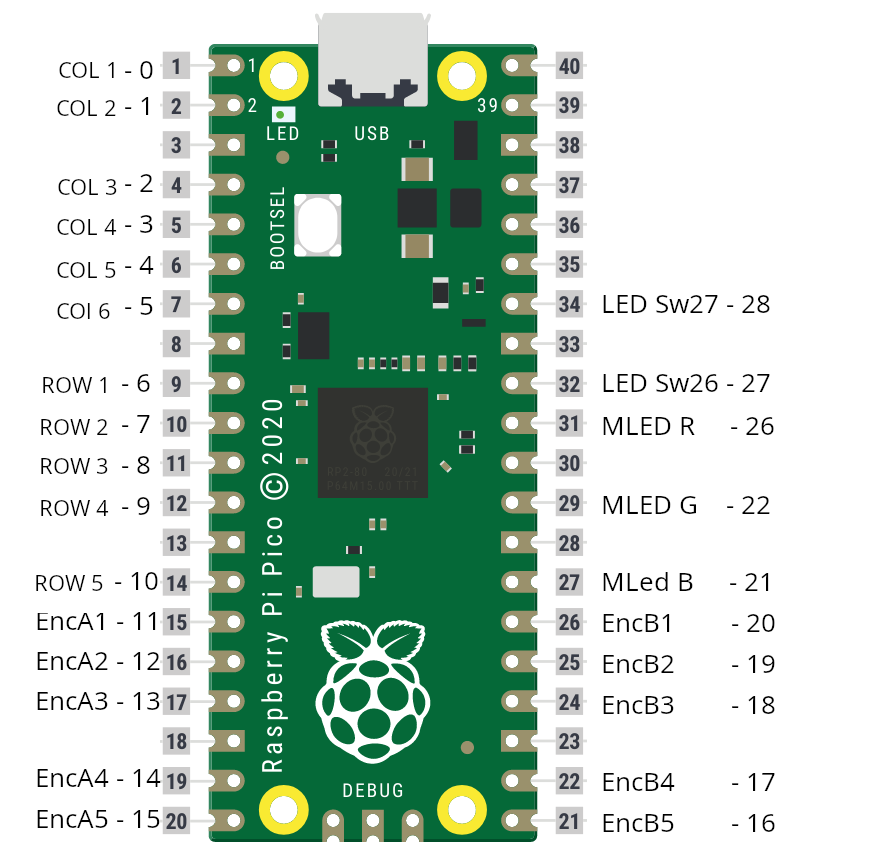 COL 1 - 0 1 1 40
COL 2 - 1 2 2 39 39
LED USB
3 38
COL 3 - 2 4 37
COL 4 - 3 5 BOOTSEL 36
COL 5 - 4 6 35
COl 6 - 5 7 34 LED Sw27 - 28
8 33
ROW 1 - 6 9 32 LED Sw26 - 27
ROW 2 - 7 10 31 MLED R - 26
ROW 3 - 8 11 30
RP2-B0 20/21
P64M15.00 TTT
ROW 4 - 9 12 29 MLED G - 22
13 28
Raspberry Pi Pico © 2020
ROW 5 - 10 14 27 MLed B - 21
EncA1 - 11 15 26 EncB1 - 20
EncA2 - 12 16 25 EncB2 - 19
EncA3 - 13 17 24 EncB3 - 18
18 23
EncA4 - 14 19 22 EncB4 - 17
DEBUG
EncA5 - 15 20 21 EncB5 - 16